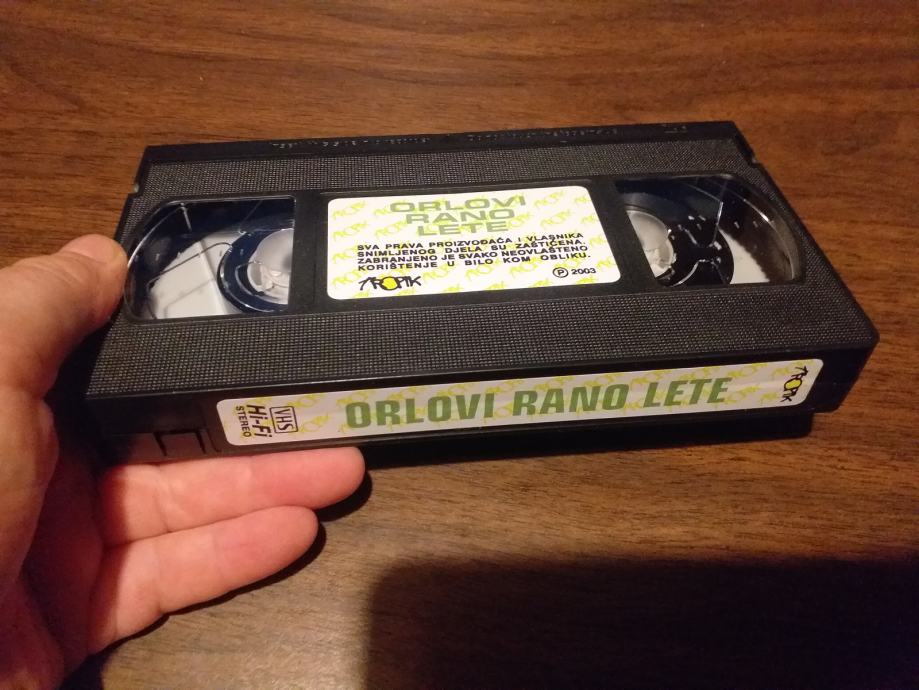 ORLOVI
RANO
LETE
SVA PRAVA PROIZVOĐAČA I VLASNIKA
SNIMLJENOG DJELA SU ZAŠTIĆENA.
ZABRANJENO JE SVAKO NEOVLAŠTENO
KORIŠTENJE U BILO KOM OBLIKU.
TROPIK
℗ 2003
VHS
Hi-Fi
STEREO
ORLOVI RANO LETE
TROPIK